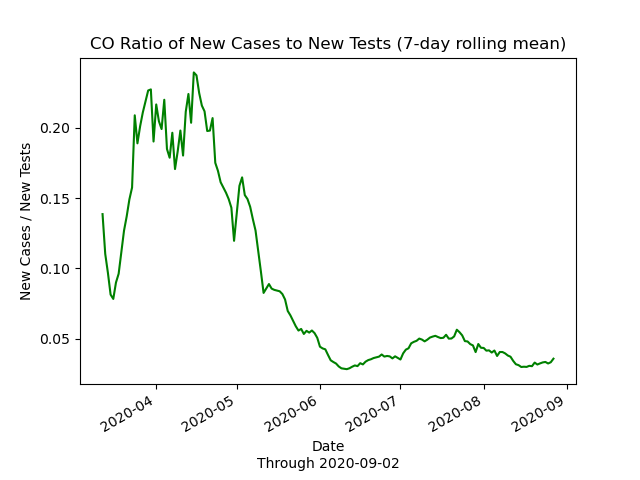 CO Ratio of New Cases to New Tests (7-day rolling mean)
New Cases / New Tests
0.20
0.15
0.10
0.05
2020-04
2020-05
2020-06
2020-07
2020-08
2020-09
Date
Through 2020-09-02